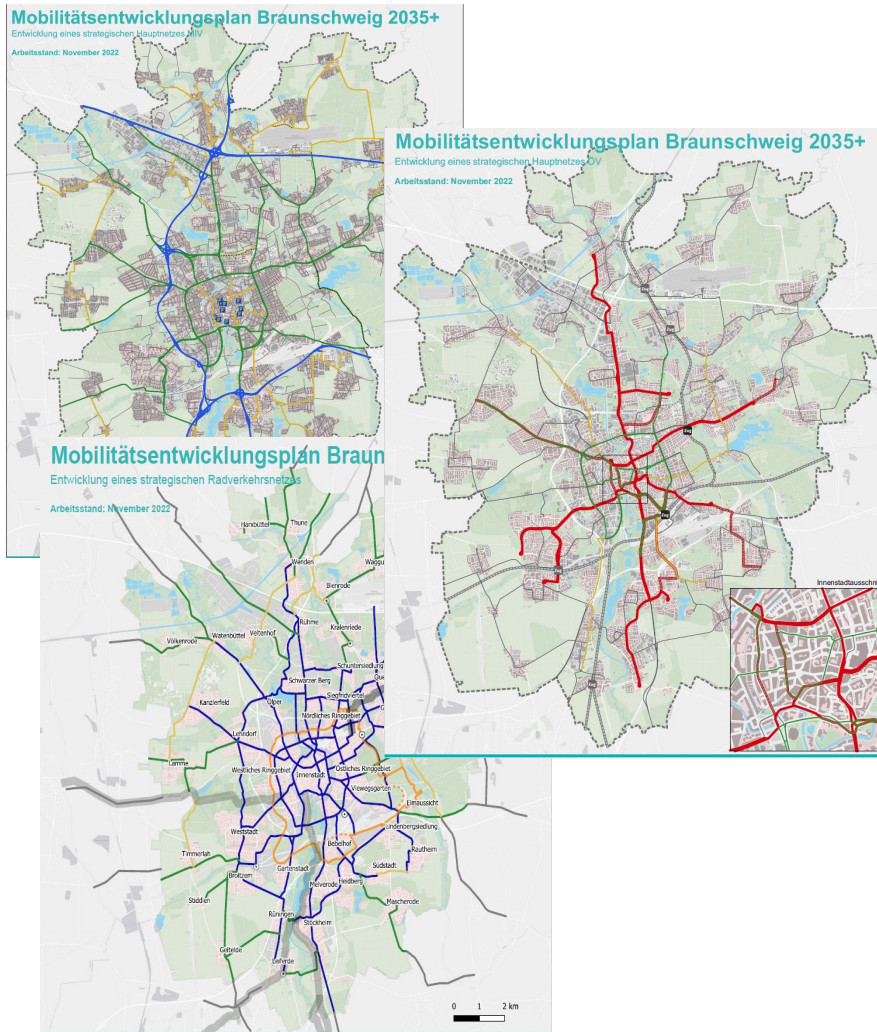 Mobilitätsentwicklungsplan Braunschweig 2035+
Entwicklung eines strategischen Hauptnetzes MIV
Arbeitsstand: November 2022
Mobilitätsentwicklungsplan Braunschweig 2035+
Entwicklung eines strategischen Hauptnetzes ÖV
Arbeitsstand: November 2022
Innenstadtausschni
Mobilitätsentwicklungsplan Braun
Entwicklung eines strategischen Radverkehrsnetzes
Arbeitsstand: November 2022
Thune
Harxbüttel
Wenden
Waggu
Bienrode
Rühme
Kralenriede
Watenbüttel
Veltenhof
Völkenrode
Schuntersiedlung
Schwarzer Berg
Que
Siegfridviertel
Ölper
Kanzlerfeld
Nördliches Ringgebiet
Lehndorf
Lamme
Westliches Ringgebiet
Östliches Ringgebiet
Innenstadt
Viewegsgarten
Elmaussicht
Weststadt
Lindenbergsiedlung
Bebelhof
Rautheim
Timmerlah
Gartenstadt
Südstadt
Broitzem
Melverode
Heidberg
Stiddien
Mascherode
Rüningen
Stöckheim
Geitelde
Leiferde
0 1 2 km